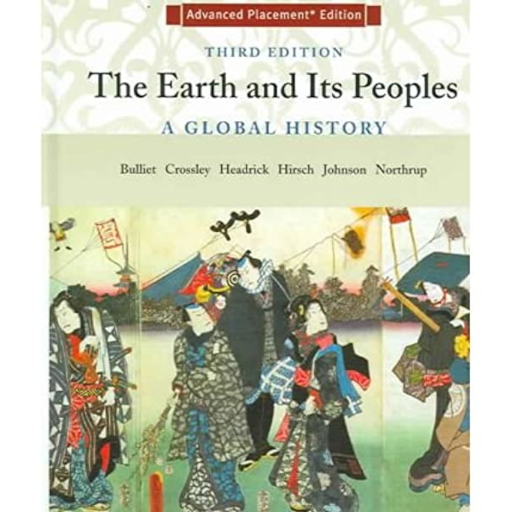 Advanced Placement* Edition
THIRD EDITION
The Earth and Its Peoples
A GLOBAL HISTORY
Bulliet Crossley Headrick Hirsch Johnson Northrup